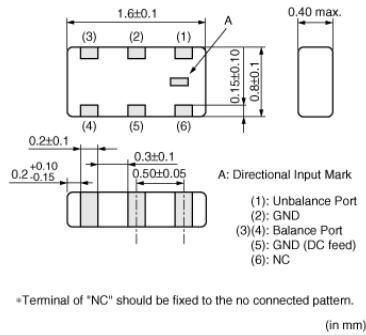 1.6±0.1
A
0.40 max.
(3) (2) (1)
0.15±0.10
0.8±0.1
(4) (5) (6)
0.2±0.1
0.3±0.1
0.2 +0.10 -0.15
0.50±0.05
A: Directional Input Mark
(1): Unbalance Port
(2): GND
(3)(4): Balance Port
(5): GND (DC feed)
(6): NC
*Terminal of "NC" should be fixed to the no connected pattern.
(in mm)